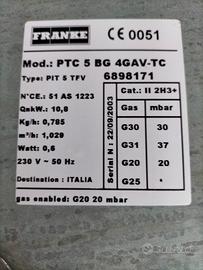 FRANKE CE 0051
Mod.: PTC 5 BG 4GAV-TC
TYPE: PIT 5 TFV 6898171
N°CE.: 51 AS 1223
QnkW.: 10,8
Kg/h.: 0,785
m³/h.: 1,029
Watt.: 0,6
230 V ~ 50 Hz
Destination : ITALIA
Serial N : 22/09/2003
Cat.: II 2H3+
Gas mbar
G30 30
G31 37
G20 20
G25 -
gas enabled: G20 20 mbar